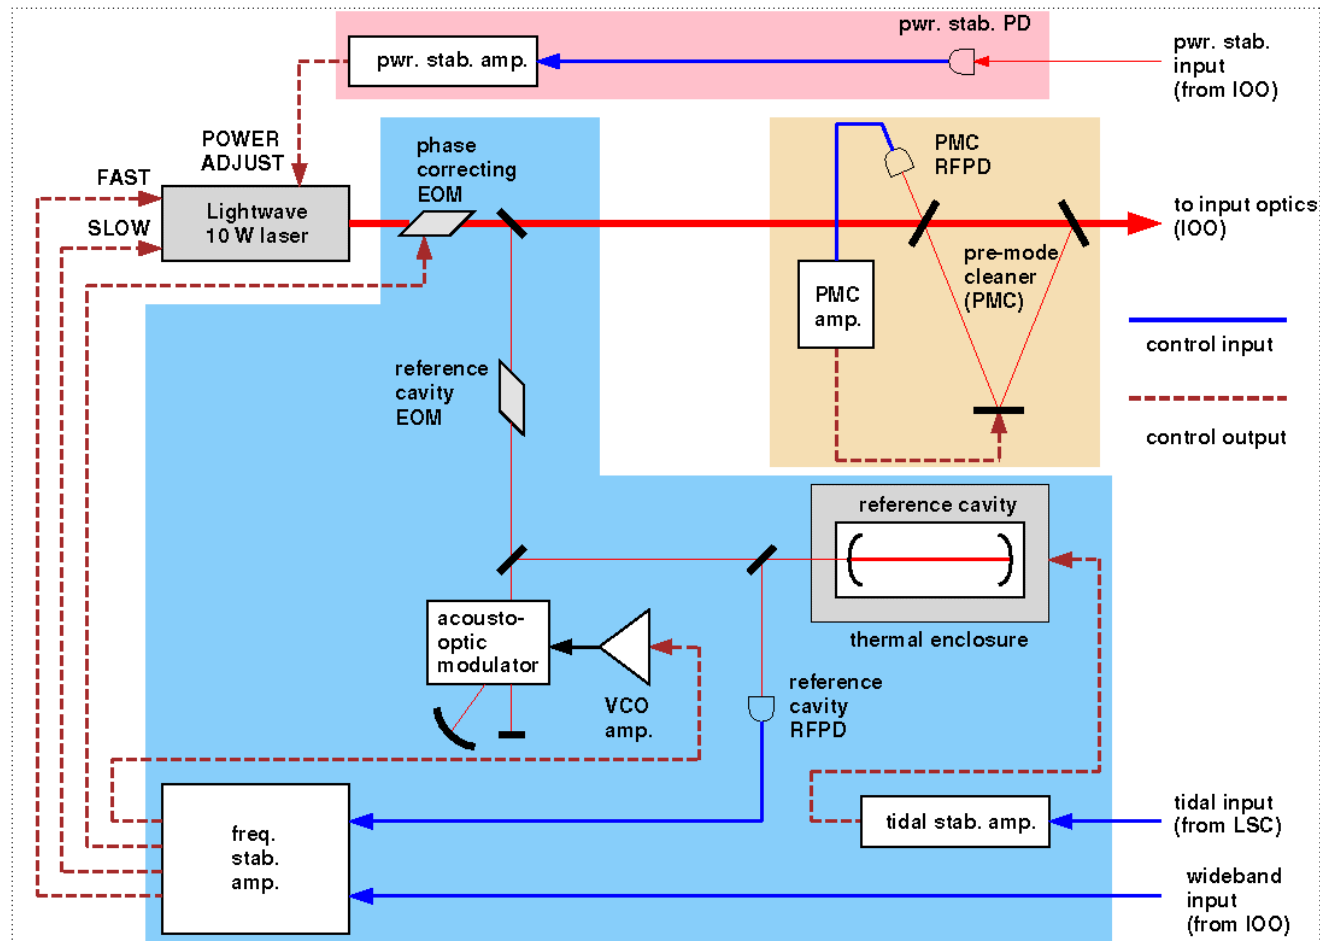 pwr. stab. PD
pwr. stab. amp.
pwr. stab.
input
(from IOO)
POWER
ADJUST
FAST
SLOW
Lightwave
10 W laser
phase
correcting
EOM
PMC
RFPD
to input optics
(IOO)
pre-mode
cleaner
(PMC)
PMC
amp.
control input
control output
reference
cavity
EOM
reference cavity
thermal enclosure
acousto-
optic
modulator
VCO
amp.
reference
cavity
RFPD
freq.
stab.
amp.
tidal stab. amp.
tidal input
(from LSC)
wideband
input
(from IOO)